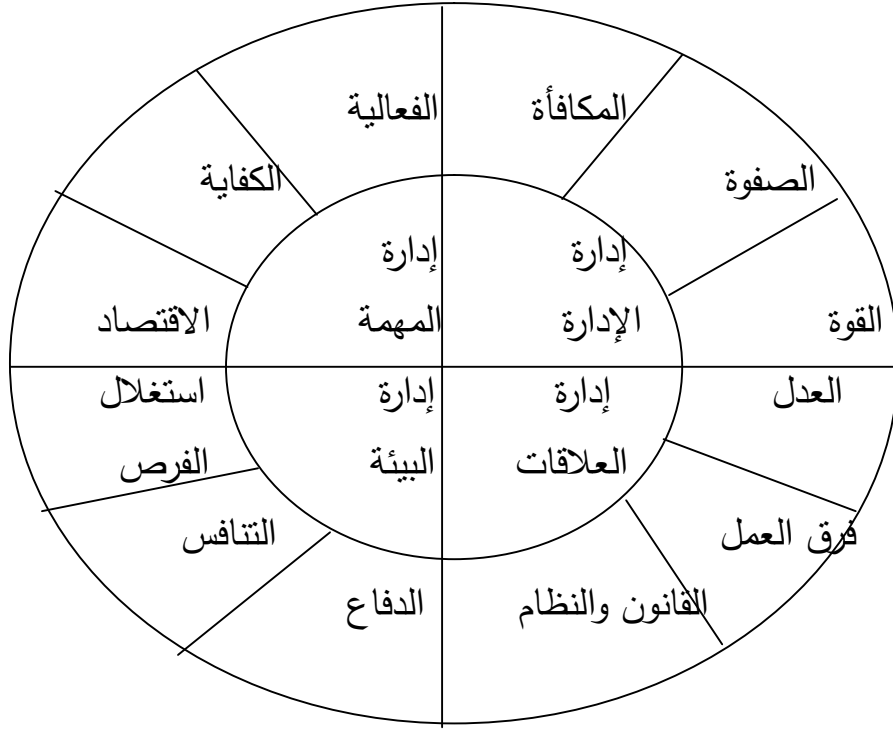 المكافأة
الفعالية
الصفوة
الكفاية
إدارة
الإدارة
إدارة
المهمة
القوة
الاقتصاد
العدل
إدارة
العلاقات
إدارة
البيئة
استغلال
الفرص
فرق العمل
التنافس
القانون والنظام
الدفاع